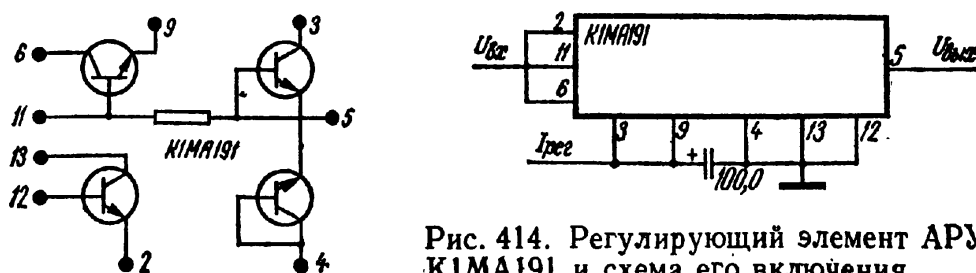 9
3
6
11
5
К1МА191
13
12
2
4
К1МА191
2
Uвх
11
6
5
Uвых
3
9
4
13
12
Iрег
+
100,0
Рис. 414. Регулирующий элемент АРУ
К1МА191 и схема его включения